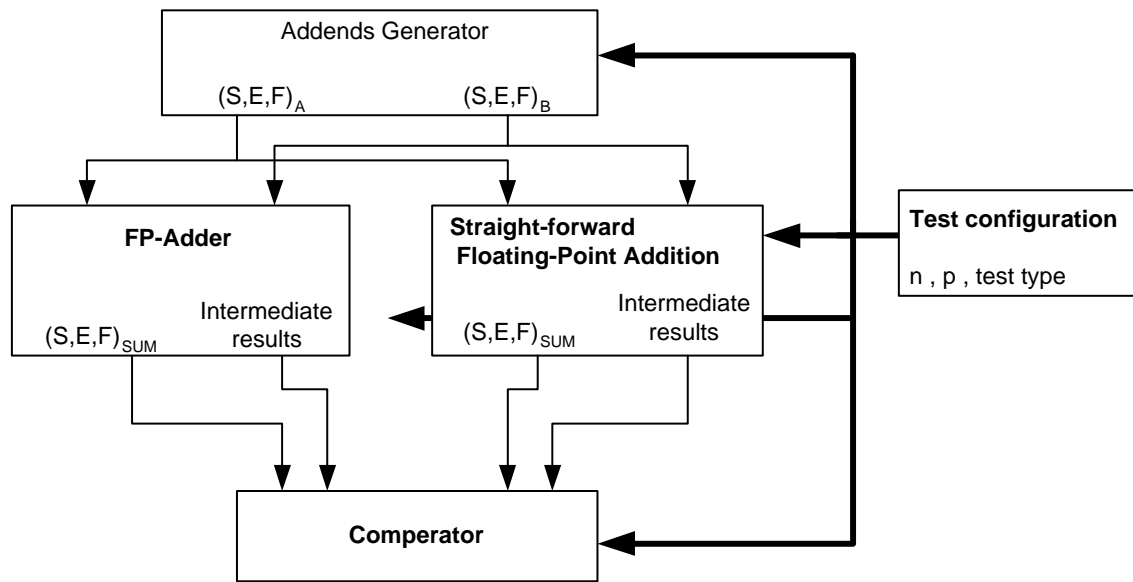 Addends Generator
(S,E,F)A (S,E,F)B
FP-Adder
Intermediate
results
(S,E,F)SUM
Straight-forward
Floating-Point Addition
Intermediate
results
(S,E,F)SUM
Test configuration
n , p , test type
Comperator